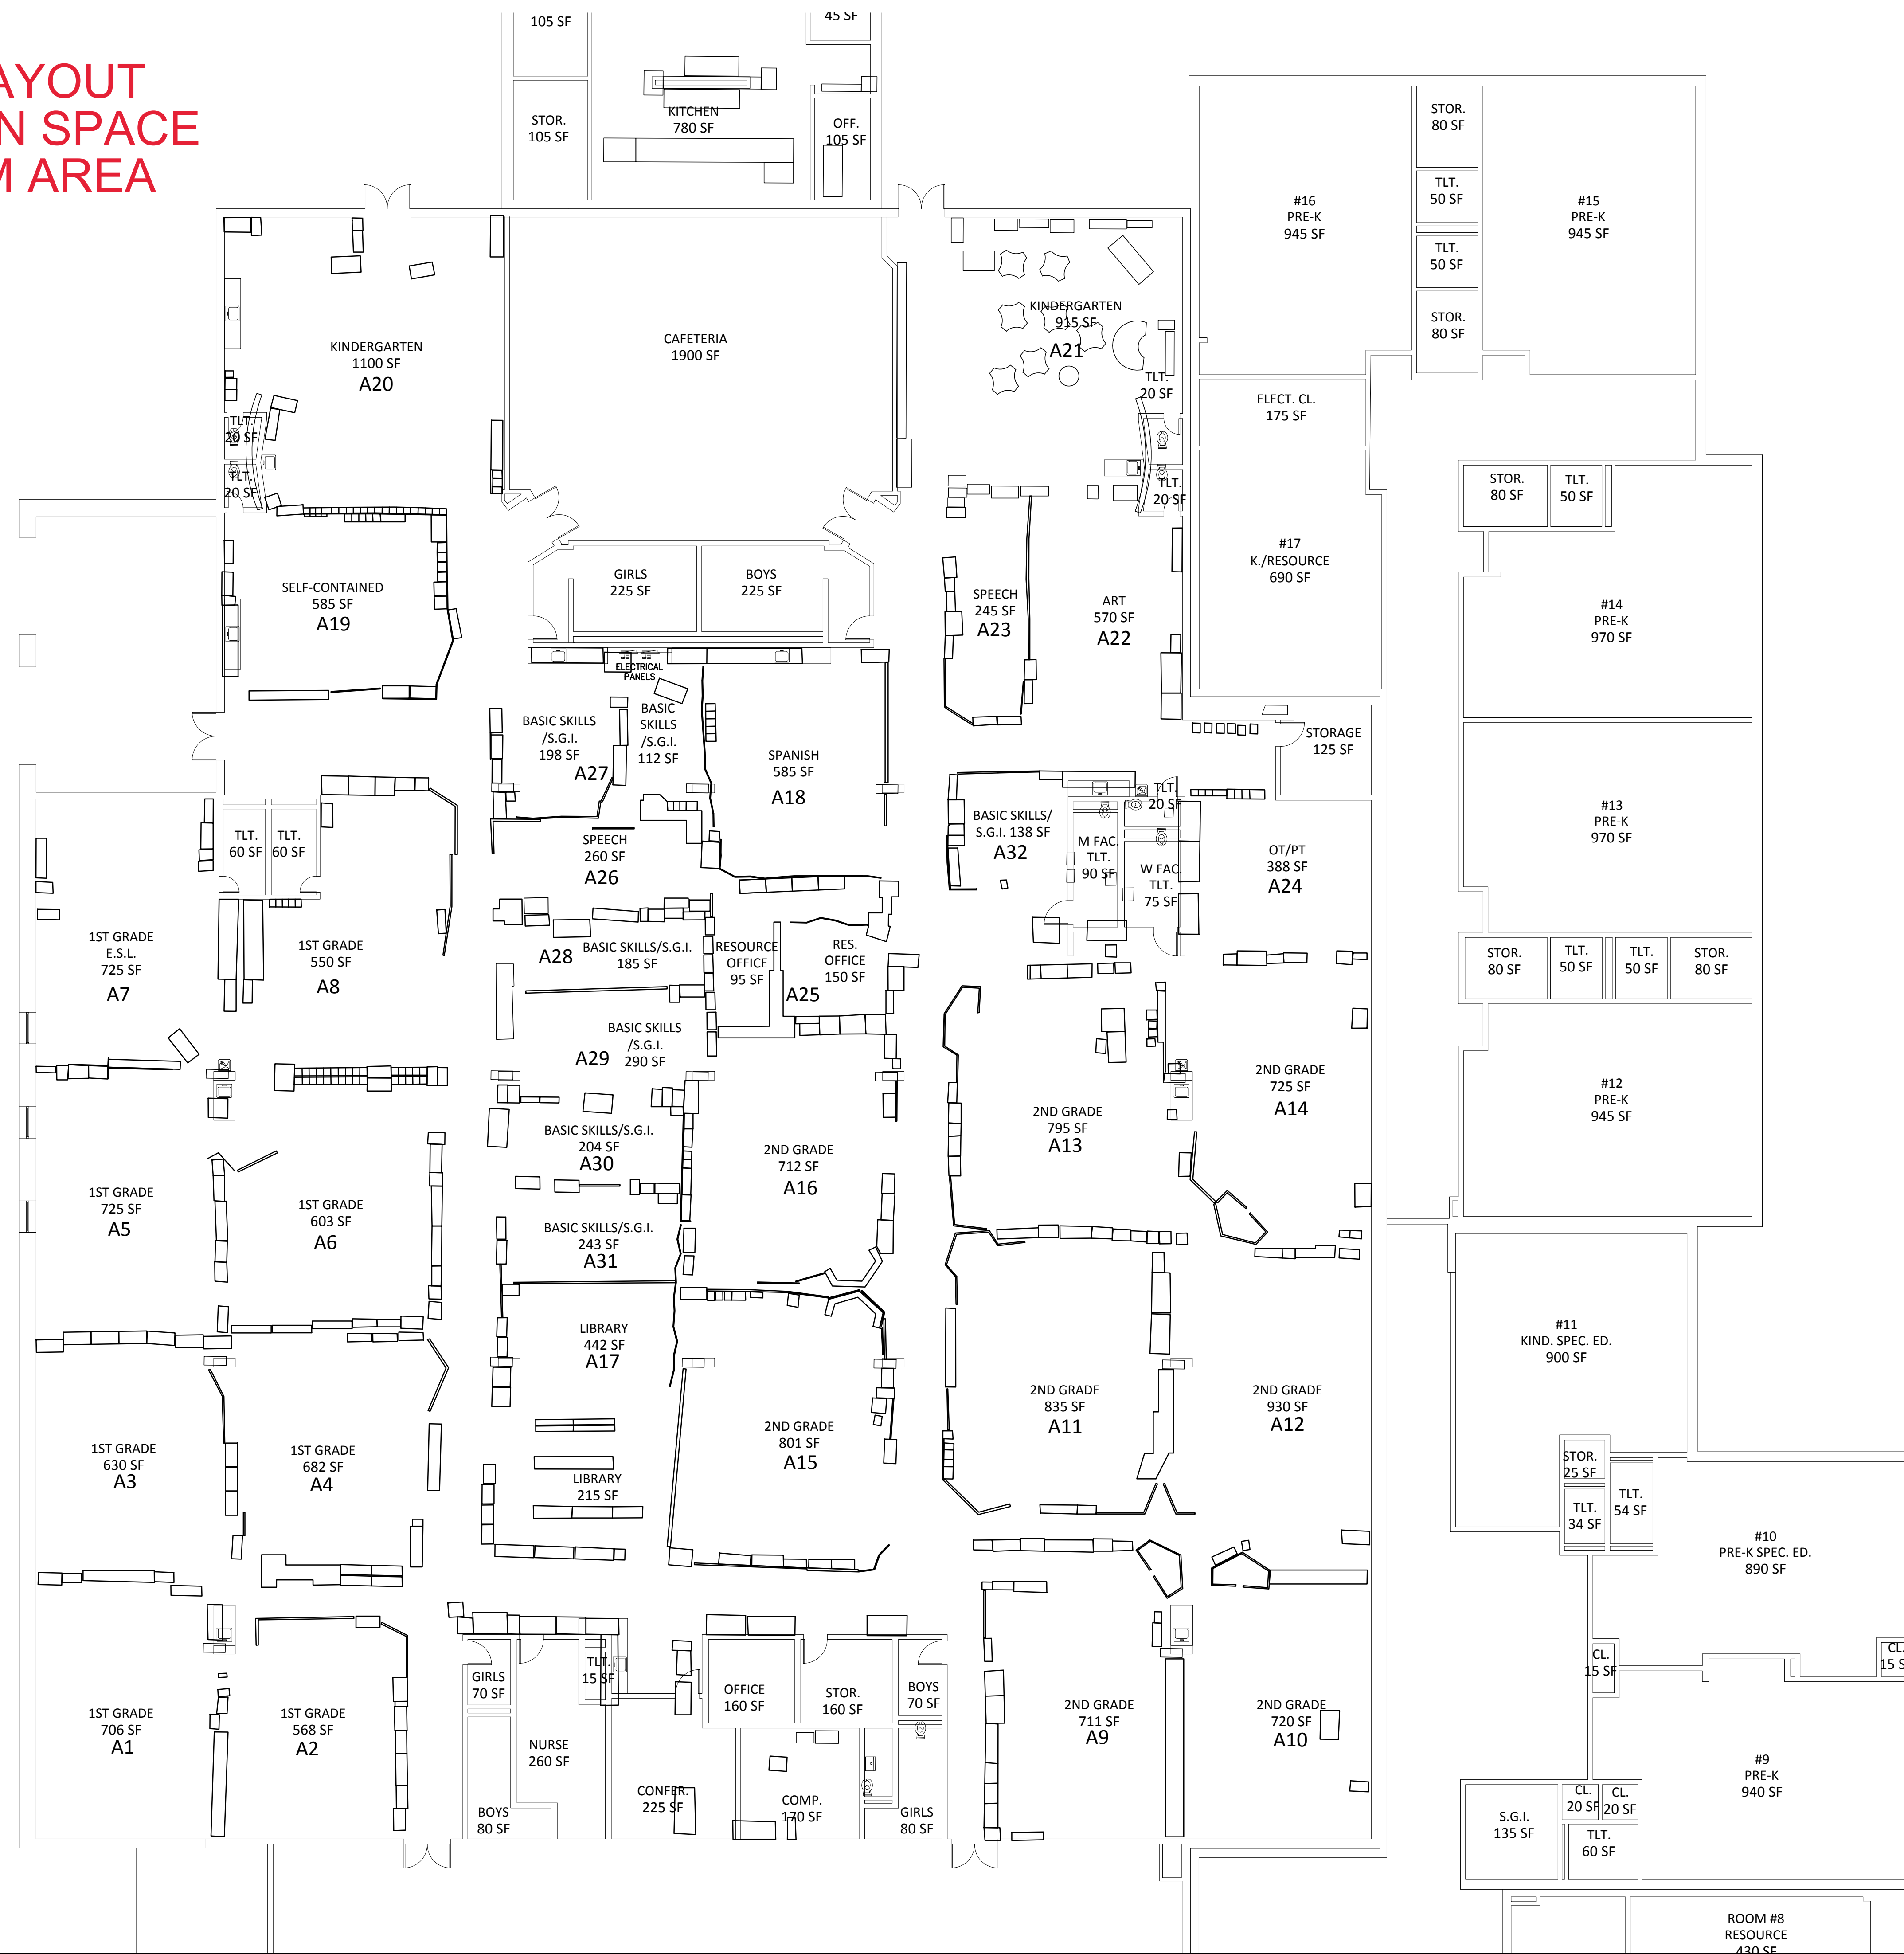 AYOUT
N SPACE
M AREA
105 SF
45 SF
STOR.
105 SF
KITCHEN
780 SF
OFF.
105 SF
#16
PRE-K
945 SF
STOR.
80 SF
TLT.
50 SF
TLT.
50 SF
STOR.
80 SF
#15
PRE-K
945 SF
KINDERGARTEN
1100 SF
A20
CAFETERIA
1900 SF
KINDERGARTEN
915 SF
A21
TLT.
20 SF
TLT.
20 SF
TLT.
20 SF
TLT.
20 SF
ELECT. CL.
175 SF
STOR.
80 SF
TLT.
50 SF
#17
K./RESOURCE
690 SF
SELF-CONTAINED
585 SF
A19
GIRLS
225 SF
BOYS
225 SF
SPEECH
245 SF
A23
ART
570 SF
A22
#14
PRE-K
970 SF
ELECTRICAL
PANELS
BASIC SKILLS
/S.G.I.
198 SF
A27
BASIC
SKILLS
/S.G.I.
112 SF
SPANISH
585 SF
A18
STORAGE
125 SF
#13
PRE-K
970 SF
TLT.
60 SF
TLT.
60 SF
SPEECH
260 SF
A26
BASIC SKILLS/
S.G.I. 138 SF
A32
TLT.
20 SF
M FAC.
TLT.
90 SF
W FAC.
TLT.
75 SF
OT/PT
388 SF
A24
1ST GRADE
E.S.L.
725 SF
A7
1ST GRADE
550 SF
A8
A28
BASIC SKILLS/S.G.I.
185 SF
RESOURCE
OFFICE
95 SF
RES.
OFFICE
150 SF
A25
STOR.
80 SF
TLT.
50 SF
TLT.
50 SF
STOR.
80 SF
BASIC SKILLS
/S.G.I.
290 SF
A29
2ND GRADE
795 SF
A13
2ND GRADE
725 SF
A14
#12
PRE-K
945 SF
BASIC SKILLS/S.G.I.
204 SF
A30
2ND GRADE
712 SF
A16
1ST GRADE
725 SF
A5
1ST GRADE
603 SF
A6
BASIC SKILLS/S.G.I.
243 SF
A31
LIBRARY
442 SF
A17
#11
KIND. SPEC. ED.
900 SF
2ND GRADE
835 SF
A11
2ND GRADE
930 SF
A12
1ST GRADE
630 SF
A3
1ST GRADE
682 SF
A4
LIBRARY
215 SF
2ND GRADE
801 SF
A15
STOR.
25 SF
TLT.
34 SF
TLT.
54 SF
#10
PRE-K SPEC. ED.
890 SF
CL.
15 SF
CL.
15 S
1ST GRADE
706 SF
A1
1ST GRADE
568 SF
A2
GIRLS
70 SF
TLT.
15 SF
NURSE
260 SF
BOYS
80 SF
CONFER.
225 SF
OFFICE
160 SF
STOR.
160 SF
BOYS
70 SF
COMP.
170 SF
GIRLS
80 SF
2ND GRADE
711 SF
A9
2ND GRADE
720 SF
A10
#9
PRE-K
940 SF
S.G.I.
135 SF
CL.
20 SF
CL.
20 SF
TLT.
60 SF
ROOM #8
RESOURCE
430 SF